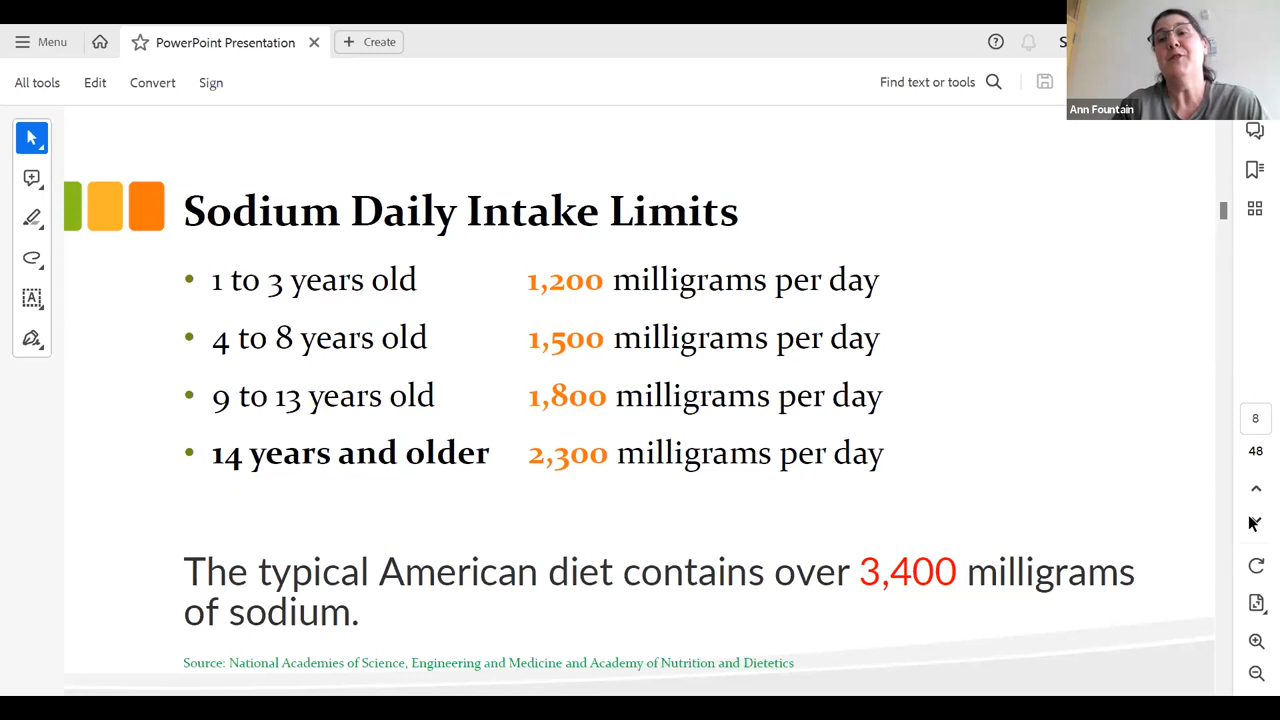 Menu
PowerPoint Presentation
Create
All tools
Edit
Convert
Sign
Find text or tools
S
Ann Fountain
Sodium Daily Intake Limits
• 1 to 3 years old 1,200 milligrams per day
• 4 to 8 years old 1,500 milligrams per day
• 9 to 13 years old 1,800 milligrams per day
• 14 years and older 2,300 milligrams per day
The typical American diet contains over 3,400 milligrams
of sodium.
Source: National Academies of Science, Engineering and Medicine and Academy of Nutrition and Dietetics
8
48